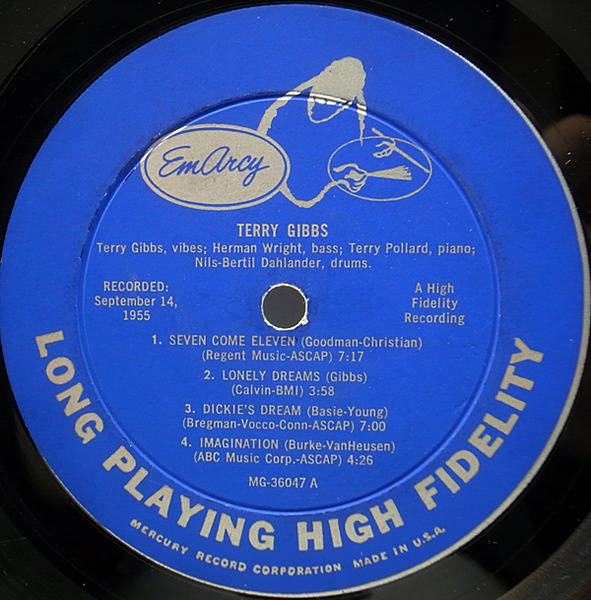 EmArcy
TERRY GIBBS
Terry Gibbs, vibes; Herman Wright, bass; Terry Pollard, piano;
Nils-Bertil Dahlander, drums.
RECORDED:
September 14,
1955
A High
Fidelity
Recording
1. SEVEN COME ELEVEN (Goodman-Christian)
(Regent Music-ASCAP) 7:17
2. LONELY DREAMS (Gibbs)
(Calvin-BMI) 3:58
3. DICKIE'S DREAM (Basie-Young)
(Bregman-Vocco-Conn-ASCAP) 7:00
4. IMAGINATION (Burke-VanHeusen)
(ABC Music Corp.-ASCAP) 4:26
MG-36047 A
LONG PLAYING HIGH FIDELITY
MERCURY RECORD CORPORATION MADE IN U.S.A.